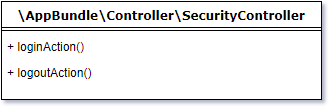 \AppBundle\Controller\SecurityController
+ loginAction()
+ logoutAction()